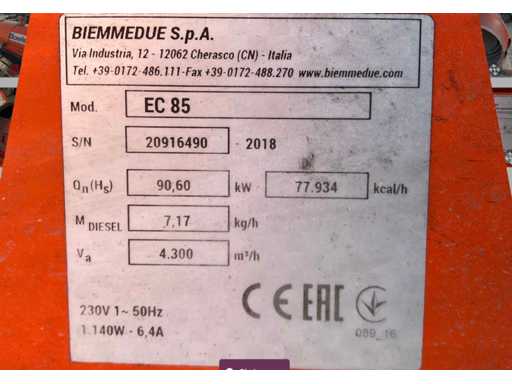 BIEMMEDUE S.p.A.
Via Industria, 12 - 12062 Cherasco (CN) - Italia
Tel. +39-0172-486.111-Fax +39-0172-488.270 www.biemmedue.com
Mod. EC 85
S/N 20916490 - 2018
Qn(Hs) 90,60 kW 77.934 kcal/h
M DIESEL 7,17 kg/h
Va 4.300 m³/h
230V 1~ 50Hz
1.140W - 6,4A
CE EAC
089_16